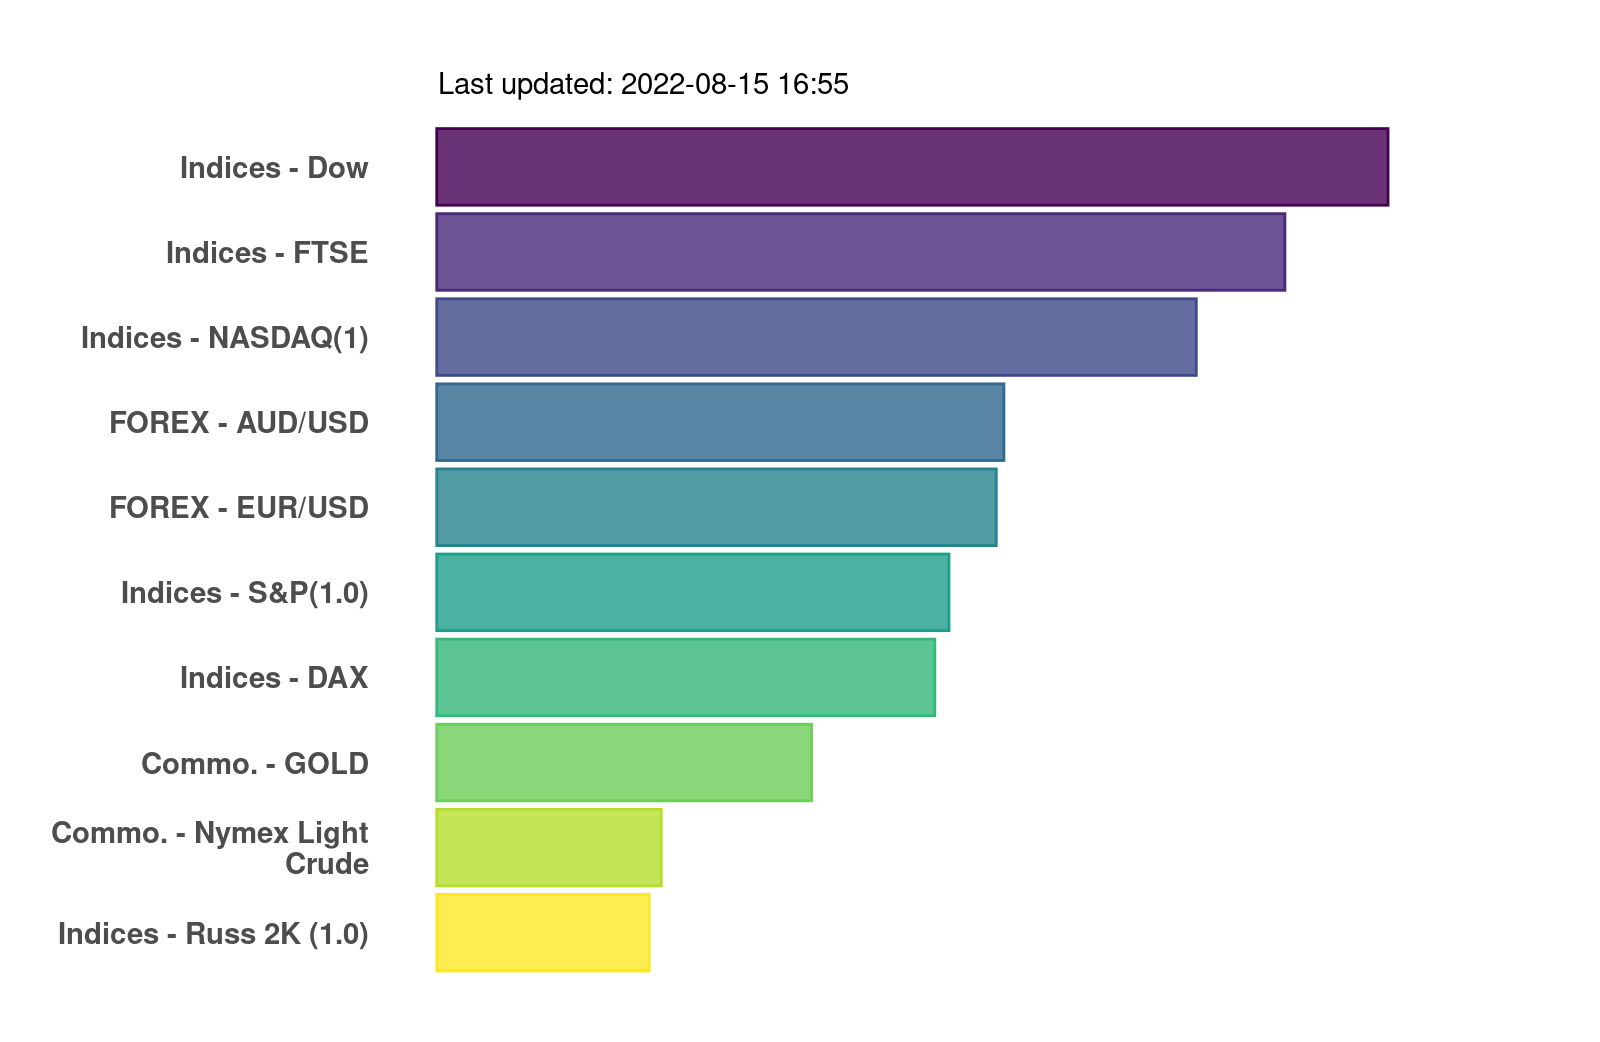 Last updated: 2022-08-15 16:55
Indices - Dow
Indices - FTSE
Indices - NASDAQ(1)
FOREX - AUD/USD
FOREX - EUR/USD
Indices - S&P(1.0)
Indices - DAX
Commo. - GOLD
Commo. - Nymex Light
Crude
Indices - Russ 2K (1.0)